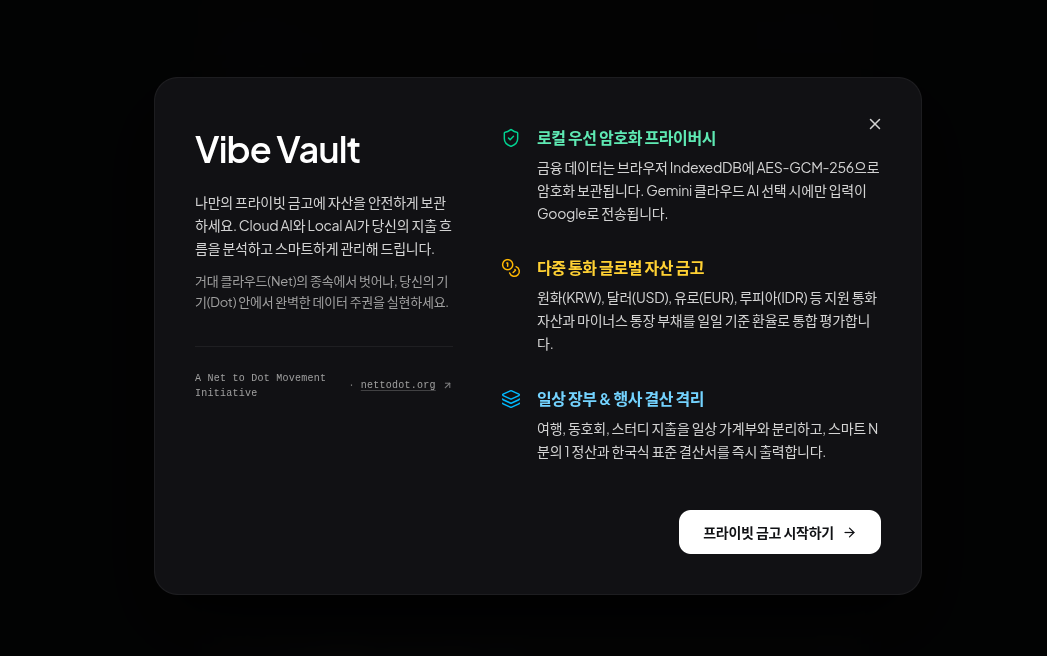 Vibe Vault
나만의 프라이빗 금고에 자산을 안전하게 보관
하세요. Cloud AI와 Local AI가 당신의 지출 흐
름을 분석하고 스마트하게 관리해 드립니다.
거대 클라우드(Net)의 종속에서 벗어나, 당신의 기
기(Dot) 안에서 완벽한 데이터 주권을 실현하세요.
A Net to Dot Movement
Initiative
· nettodot.org ↗
로컬 우선 암호화 프라이버시
금융 데이터는 브라우저 IndexedDB에 AES-GCM-256으로
암호화 보관됩니다. Gemini 클라우드 AI 선택 시에만 입력이
Google로 전송됩니다.
다중 통화 글로벌 자산 금고
원화(KRW), 달러(USD), 유로(EUR), 루피아(IDR) 등 지원 통화
자산과 마이너스 통장 부채를 일일 기준 환율로 통합 평가합니
다.
일상 장부 & 행사 결산 격리
여행, 동호회, 스터디 지출을 일상 가계부와 분리하고, 스마트 N
분의 1 정산과 한국식 표준 결산서를 즉시 출력합니다.
프라이빗 금고 시작하기 →